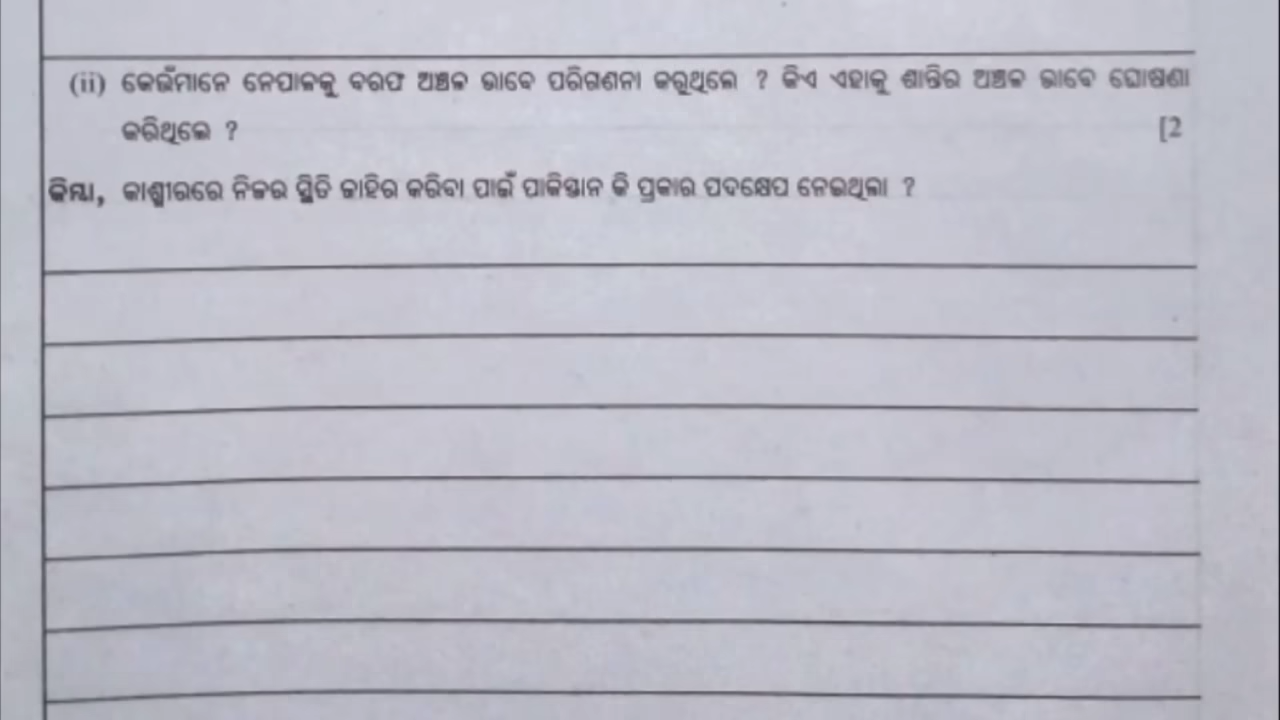 (ii) କେଉଁମାନେ ନେପାଳକୁ ବରଫ ଅଞ୍ଚଳ ଭାବେ ପରିଗଣନା କରୁଥିଲେ ? କିଏ ଏହାକୁ ଶାନ୍ତିର ଅଞ୍ଚଳ ଭାବେ ଘୋଷଣା
କରିଥିଲେ ? [2
କିମ୍ବା, କାଶ୍ମୀରରେ ନିଜର ସ୍ଥିତି ଜାହିର କରିବା ପାଇଁ ପାକିସ୍ତାନ କି ପ୍ରକାର ପଦକ୍ଷେପ ନେଇଥିଲା ?